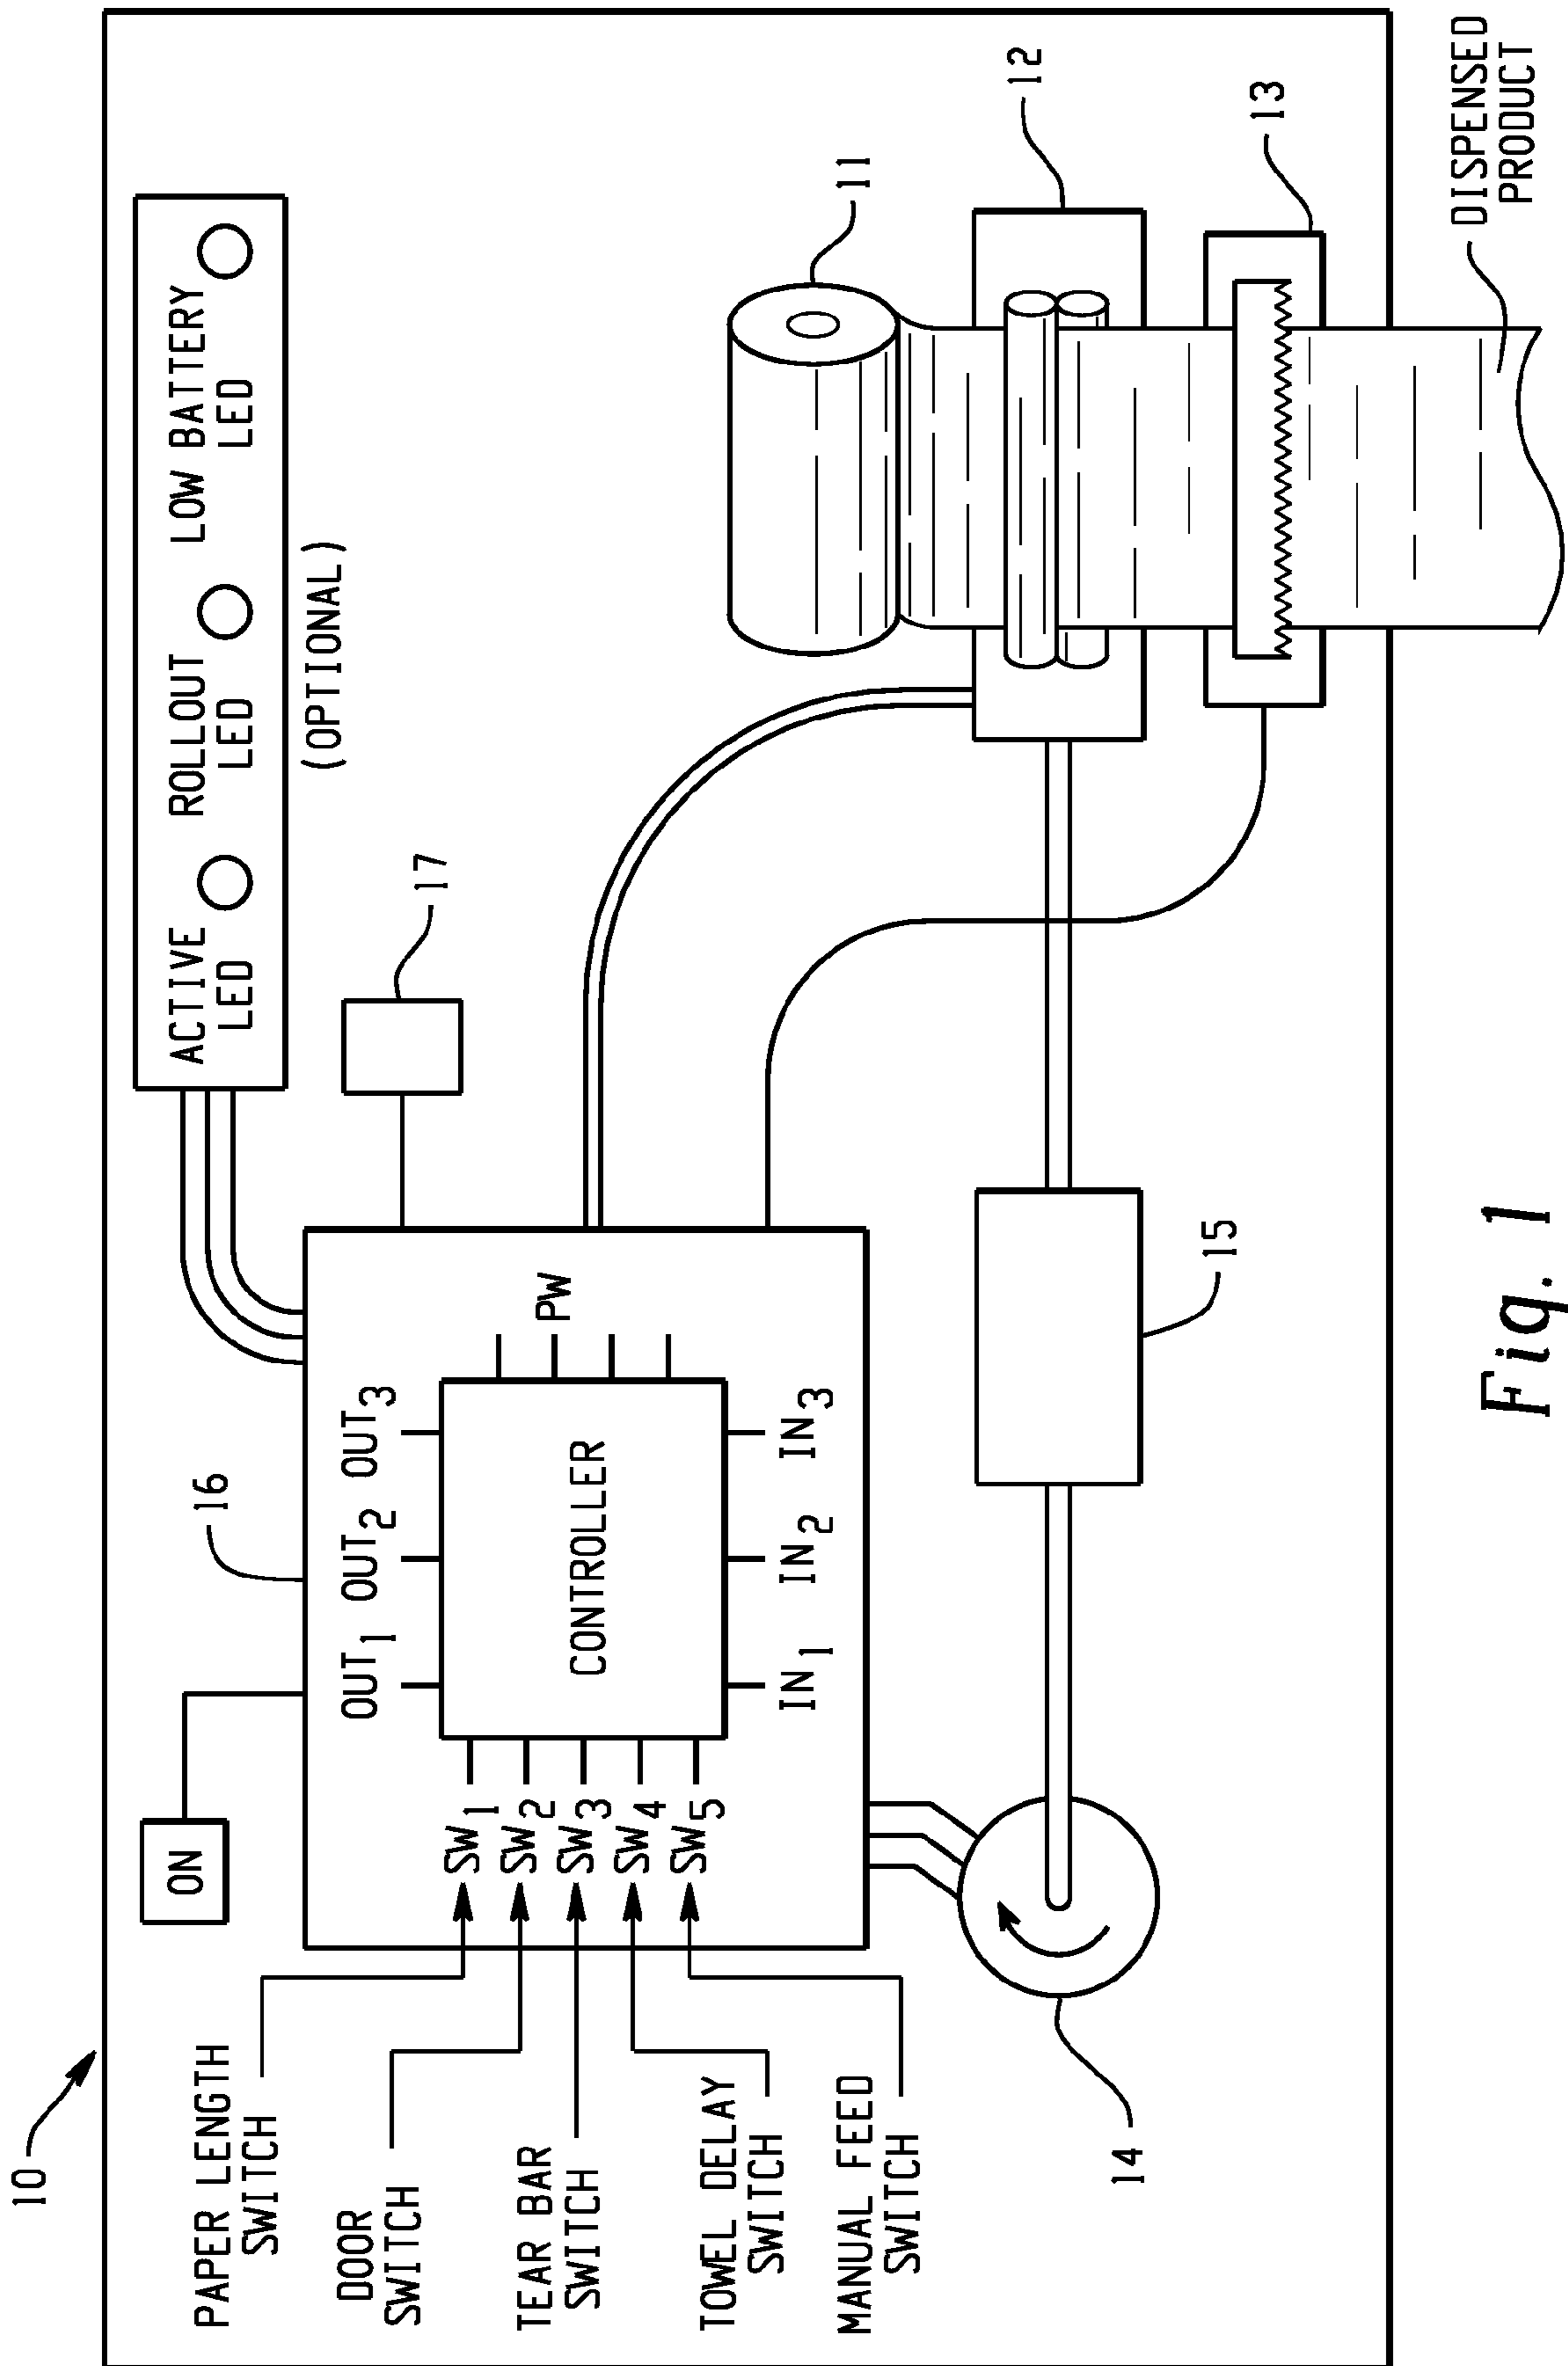 10
ON
ACTIVE
LED
ROLLOUT
LED
LOW BATTERY
LED
(OPTIONAL)
PAPER LENGTH
SWITCH
DOOR
SWITCH
TEAR BAR
SWITCH
TOWEL DELAY
SWITCH
MANUAL FEED
SWITCH
16
17
OUT1 OUT2 OUT3
SW1
SW2
SW3
SW4
SW5
CONTROLLER
PW
IN1 IN2 IN3
11
12
13
14
15
DISPENSED
PRODUCT
Fig. 1